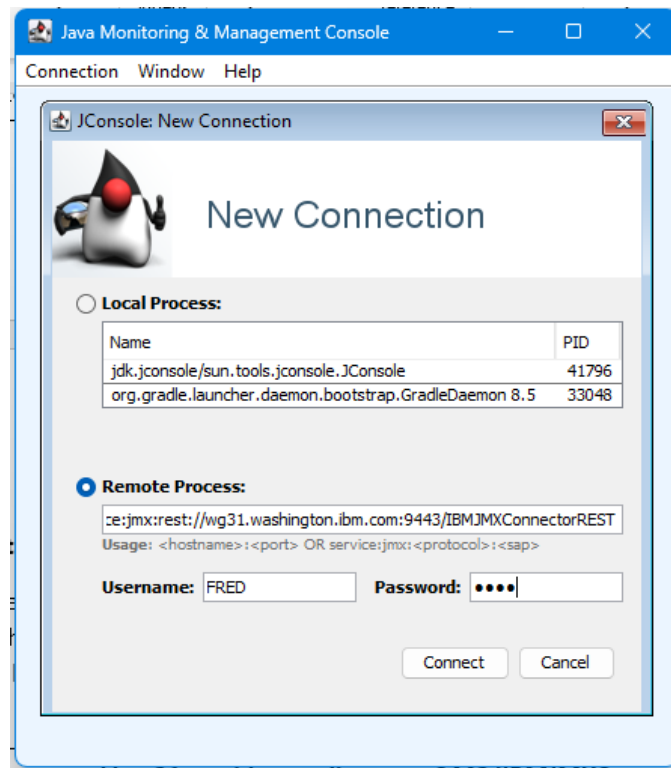 Java Monitoring & Management Console
Connection Window Help
JConsole: New Connection
New Connection
Local Process:
Name PID
jdk.jconsole/sun.tools.jconsole.JConsole 41796
org.gradle.launcher.daemon.bootstrap.GradleDaemon 8.5 33048
Remote Process:
ce:jmx:rest://wg31.washington.ibm.com:9443/IBMJMXConnectorREST
Usage: <hostname>:<port> OR service:jmx:<protocol>:<sap>
Username: FRED Password: ••••
Connect Cancel